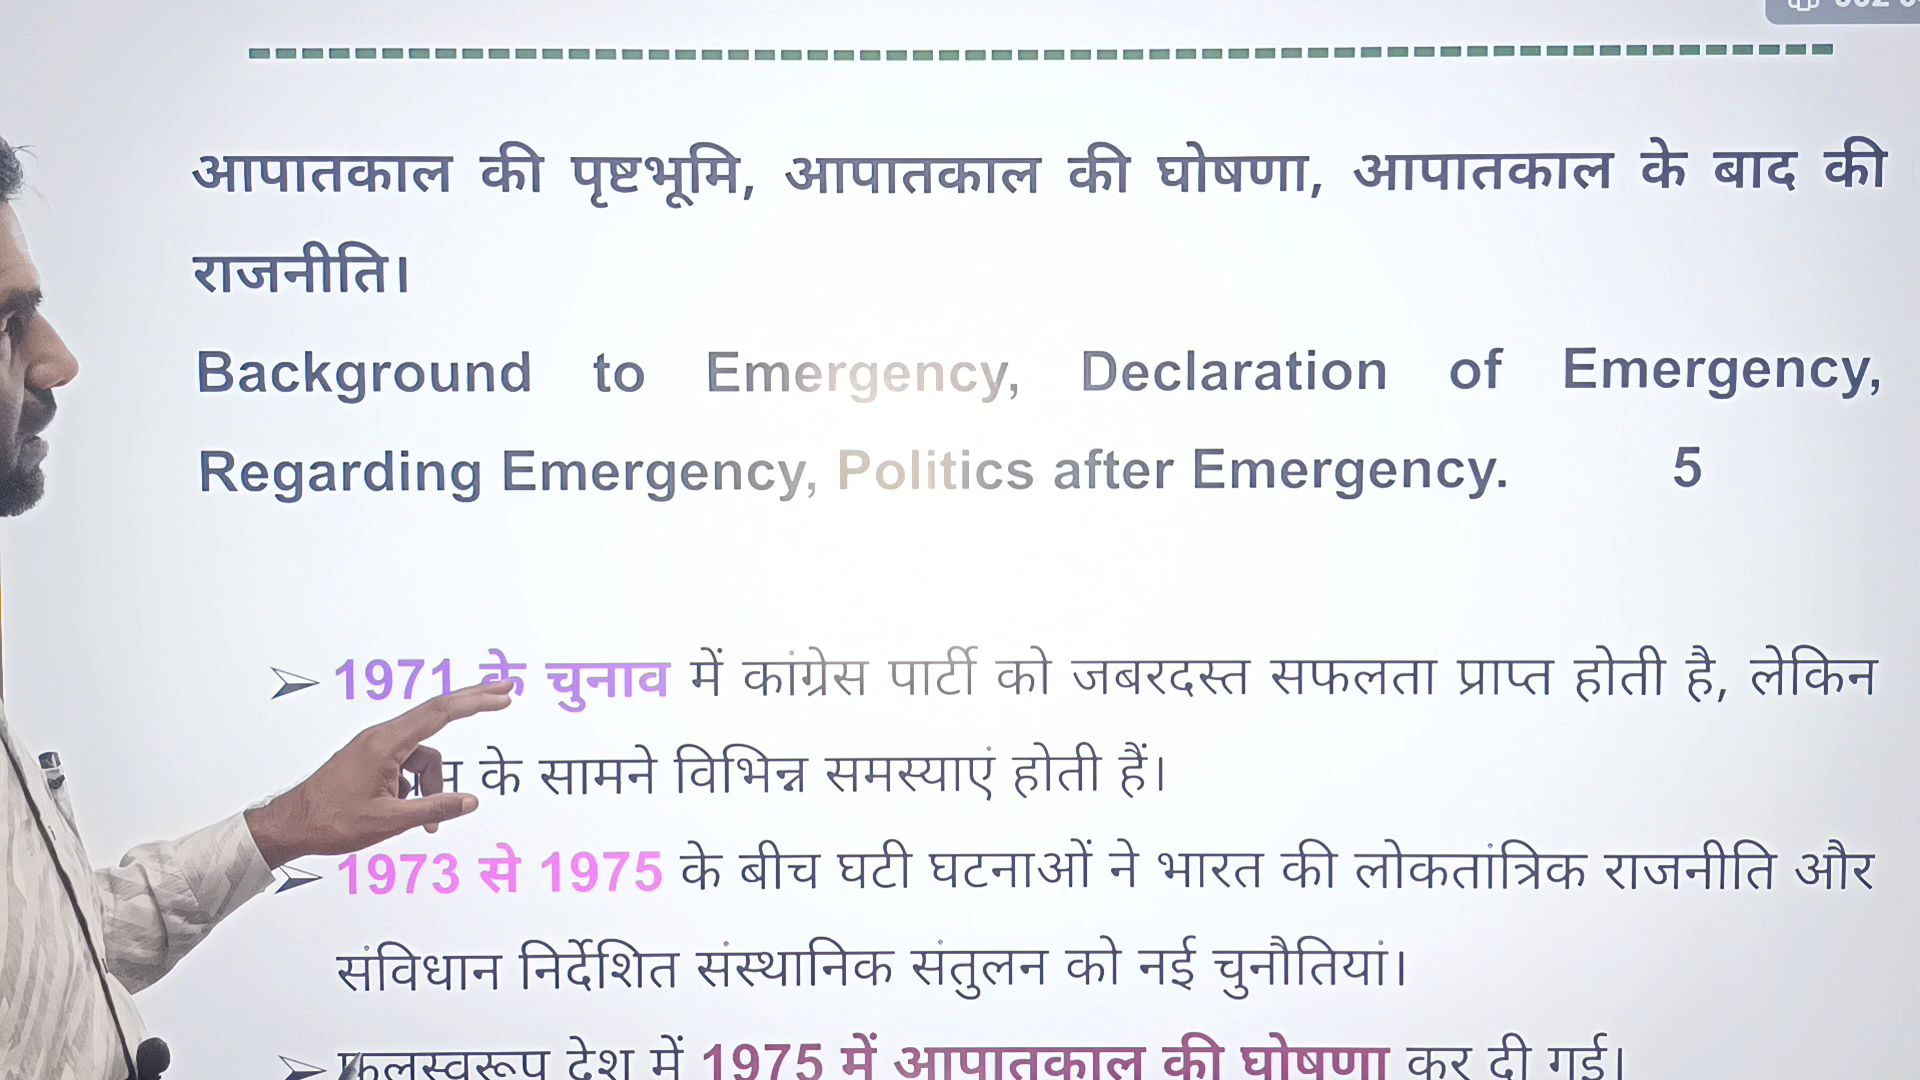 आपातकाल की पृष्टभूमि, आपातकाल की घोषणा, आपातकाल के बाद की
राजनीति।
Background to Emergency, Declaration of Emergency,
Regarding Emergency, Politics after Emergency. 5
➢ 1971 के चुनाव में कांग्रेस पार्टी को जबरदस्त सफलता प्राप्त होती है, लेकिन
के सामने विभिन्न समस्याएं होती हैं।
➢ 1973 से 1975 के बीच घटी घटनाओं ने भारत की लोकतांत्रिक राजनीति और
संविधान निर्देशित संस्थानिक संतुलन को नई चुनौतियां।
➢ फलस्वरूप देश में 1975 में आपातकाल की घोषणा कर दी गई।